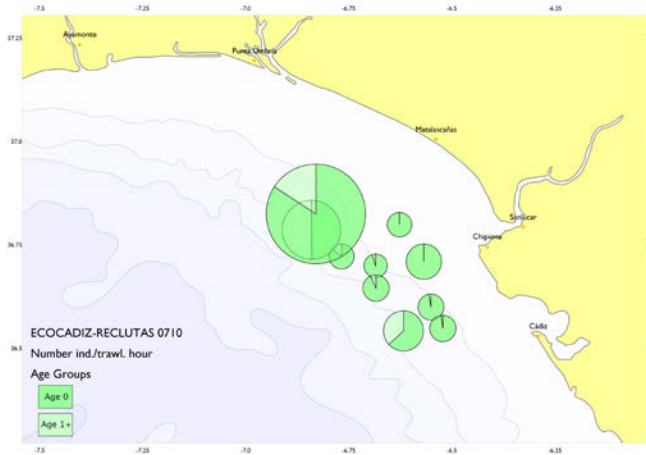 -7.5 -7.25 -7.0 -6.75 -6.5 -6.25
37.25
Ayamonte
Punta Umbría
37.0
Matalascañas
36.75
Sanlúcar
Chipiona
Cádiz
36.5
ECOCADIZ-RECLUTAS 0710
Number ind./trawl. hour
Age Groups
Age 0
Age 1+
-7.5 -7.25 -7.0 -6.75 -6.5 -6.25